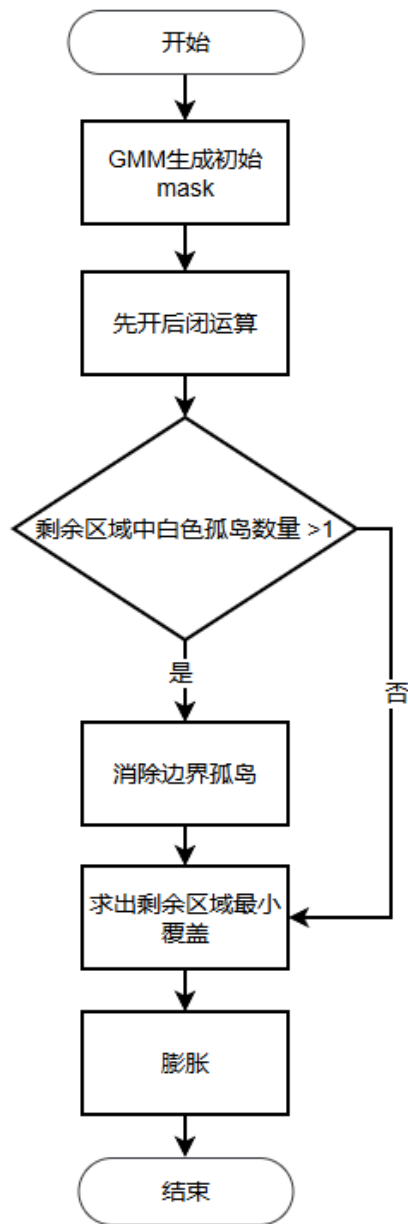 开始
GMM生成初始
mask
先开后闭运算
剩余区域中白色孤岛数量 >1
是
否
消除边界孤岛
求出剩余区域最小
覆盖
膨胀
结束